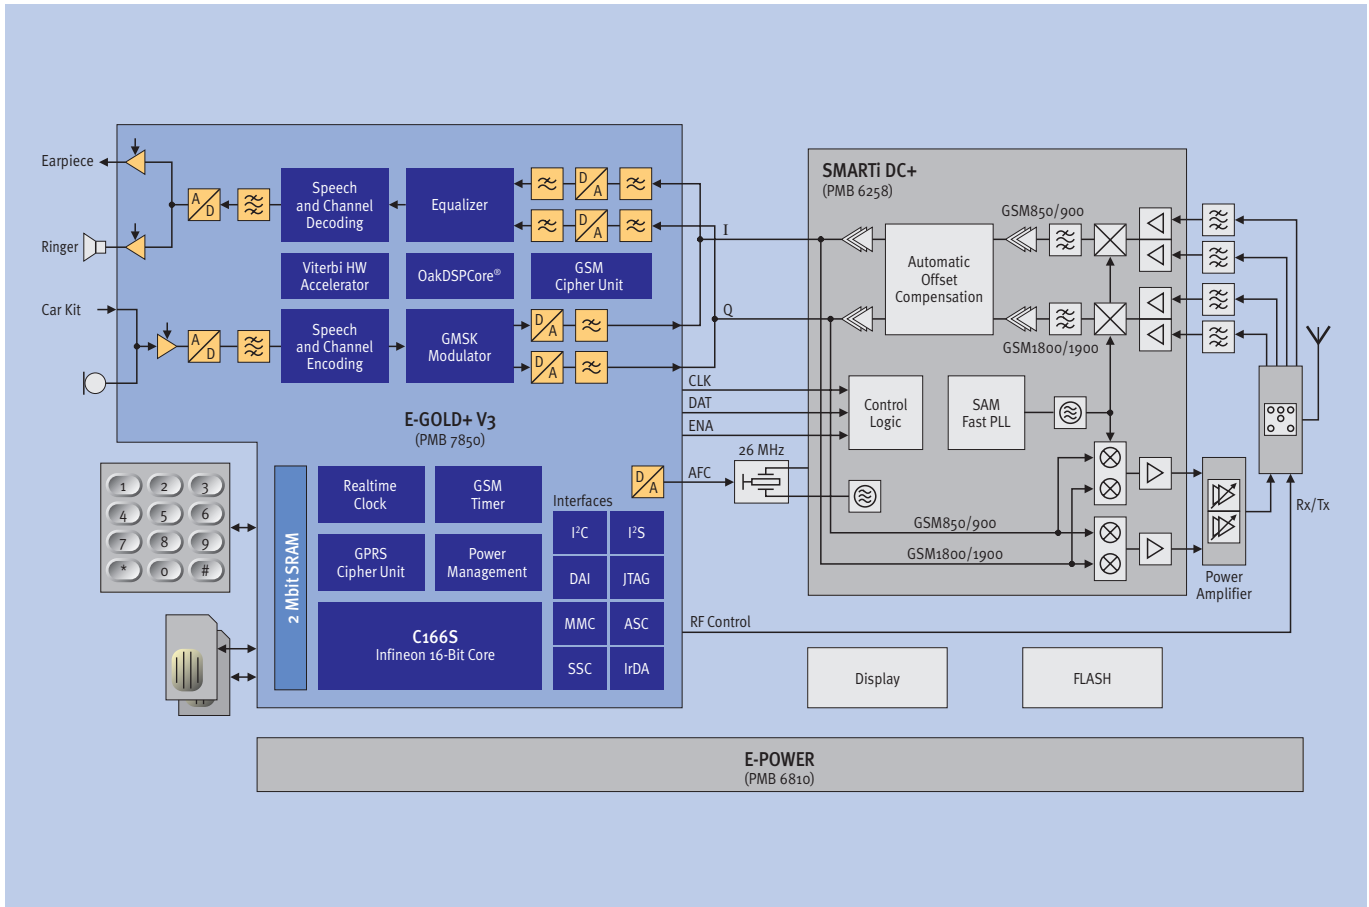 SMARTi DC+
(PMB 6258)
Earpiece
Ringer
Car Kit
A
D
Speech
and Channel
Decoding
Equalizer
D
A
D
A
Viterbi HW
Accelerator
OakDSPCore®
GSM
Cipher Unit
A
D
Speech
and Channel
Encoding
GMSK
Modulator
D
A
D
A
I
Q
GSM850/900
Automatic
Offset
Compensation
GSM1800/1900
CLK
DAT
ENA
Control
Logic
SAM
Fast PLL
E-GOLD+ V3
(PMB 7850)
26 MHz
AFC
D
A
1
2
3
4
5
6
7
8
9
*
0
#
2 Mbit SRAM
Realtime
Clock
GSM
Timer
GPRS
Cipher Unit
Power
Management
C166S
Infineon 16-Bit Core
Interfaces
I²C
I²S
DAI
JTAG
MMC
ASC
SSC
IrDA
GSM850/900
GSM1800/1900
Rx/Tx
Power
Amplifier
RF Control
Display
FLASH
E-POWER
(PMB 6810)